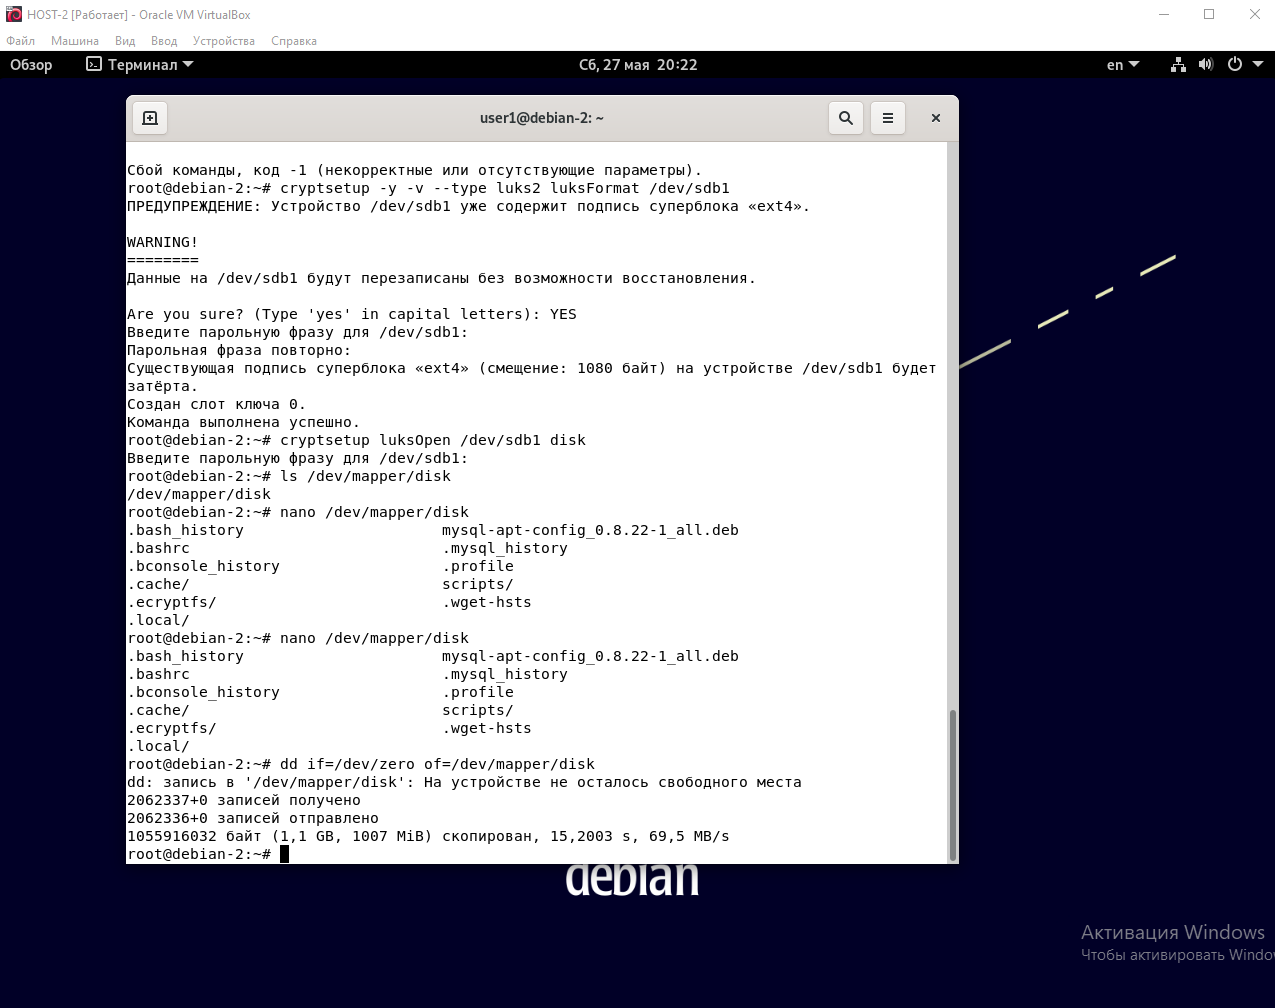 HOST-2 [Работает] - Oracle VM VirtualBox
Файл Машина Вид Ввод Устройства Справка
Обзор Терминал Сб, 27 мая 20:22 en
user1@debian-2: ~
Сбой команды, код -1 (некорректные или отсутствующие параметры).
root@debian-2:~# cryptsetup -y -v --type luks2 luksFormat /dev/sdb1
ПРЕДУПРЕЖДЕНИЕ: Устройство /dev/sdb1 уже содержит подпись суперблока «ext4».
WARNING!
========
Данные на /dev/sdb1 будут перезаписаны без возможности восстановления.
Are you sure? (Type 'yes' in capital letters): YES
Введите парольную фразу для /dev/sdb1:
Парольная фраза повторно:
Существующая подпись суперблока «ext4» (смещение: 1080 байт) на устройстве /dev/sdb1 будет
затёрта.
Создан слот ключа 0.
Команда выполнена успешно.
root@debian-2:~# cryptsetup luksOpen /dev/sdb1 disk
Введите парольную фразу для /dev/sdb1:
root@debian-2:~# ls /dev/mapper/disk
/dev/mapper/disk
root@debian-2:~# nano /dev/mapper/disk
.bash_history mysql-apt-config_0.8.22-1_all.deb
.bashrc .mysql_history
.bconsole_history .profile
.cache/ scripts/
.ecryptfs/ .wget-hsts
.local/
root@debian-2:~# nano /dev/mapper/disk
.bash_history mysql-apt-config_0.8.22-1_all.deb
.bashrc .mysql_history
.bconsole_history .profile
.cache/ scripts/
.ecryptfs/ .wget-hsts
.local/
root@debian-2:~# dd if=/dev/zero of=/dev/mapper/disk
dd: запись в '/dev/mapper/disk': На устройстве не осталось свободного места
2062337+0 записей получено
2062336+0 записей отправлено
1055916032 байт (1,1 GB, 1007 MiB) скопирован, 15,2003 s, 69,5 MB/s
root@debian-2:~#
debian
Активация Windows
Чтобы активировать Windo